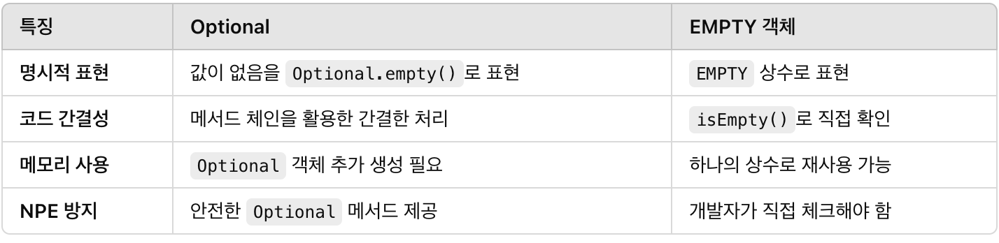 특징 Optional EMPTY 객체
명시적 표현 값이 없음을 Optional.empty()로 표현 EMPTY 상수로 표현
코드 간결성 메서드 체인을 활용한 간결한 처리 isEmpty()로 직접 확인
메모리 사용 Optional 객체 추가 생성 필요 하나의 상수로 재사용 가능
NPE 방지 안전한 Optional 메서드 제공 개발자가 직접 체크해야 함